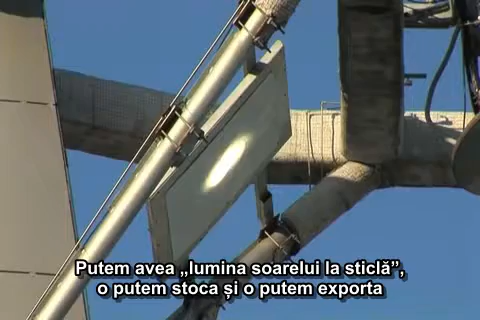 Putem avea „lumina soarelui la sticlă”,
o putem stoca și o putem exporta